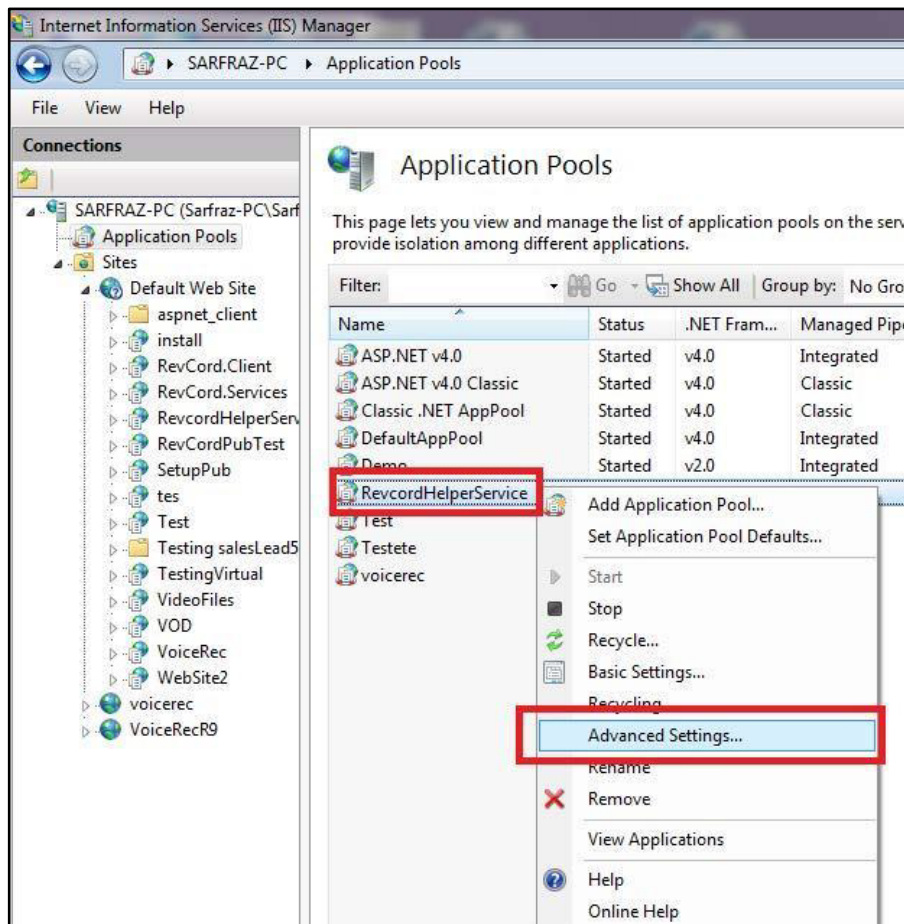 Internet Information Services (IIS) Manager
SARFRAZ-PC Application Pools
File View Help
Connections
SARFRAZ-PC (Sarfraz-PC\Sarf
Application Pools
Sites
Default Web Site
aspnet_client
install
RevCord.Client
RevCord.Services
RevcordHelperServ
RevCordPubTest
SetupPub
tes
Test
Testing salesLead5
TestingVirtual
VideoFiles
VOD
VoiceRec
WebSite2
voicerec
VoiceRecR9
Application Pools
This page lets you view and manage the list of application pools on the serv
provide isolation among different applications.
Filter: Go Show All Group by: No Gro
Name Status .NET Fram... Managed Pipe
ASP.NET v4.0 Started v4.0 Integrated
ASP.NET v4.0 Classic Started v4.0 Classic
Classic .NET AppPool Started v4.0 Classic
DefaultAppPool Started v4.0 Integrated
Demo Started v2.0 Integrated
RevcordHelperService
Test
Testete
voicerec
Add Application Pool...
Set Application Pool Defaults...
Start
Stop
Recycle...
Basic Settings...
Recycling
Advanced Settings...
Rename
Remove
View Applications
Help
Online Help